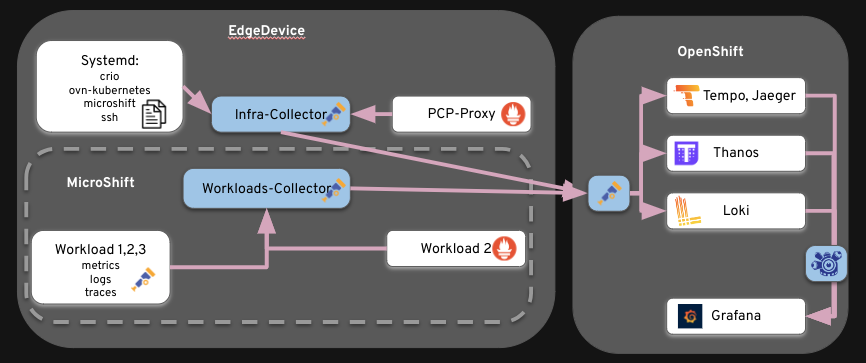 EdgeDevice
OpenShift
Systemd:
crio
ovn-kubernetes
microshift
ssh
Infra-Collector
PCP-Proxy
Tempo, Jaeger
Thanos
Loki
MicroShift
Workloads-Collector
Workload 1,2,3
metrics
logs
traces
Workload 2
Grafana